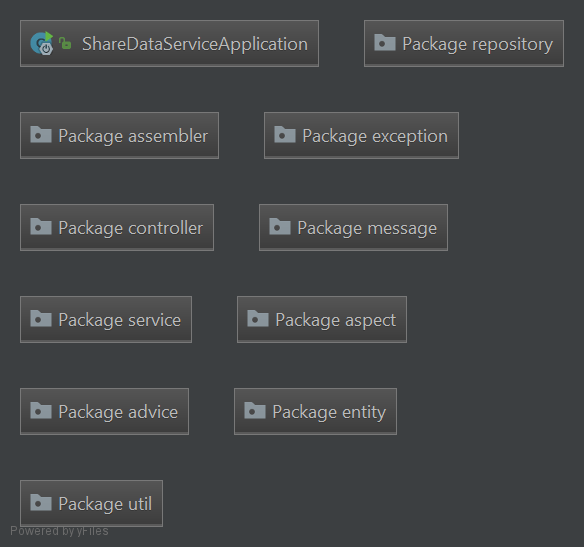 ShareDataServiceApplication
Package repository
Package assembler
Package exception
Package controller
Package message
Package service
Package aspect
Package advice
Package entity
Package util
Powered by yFiles